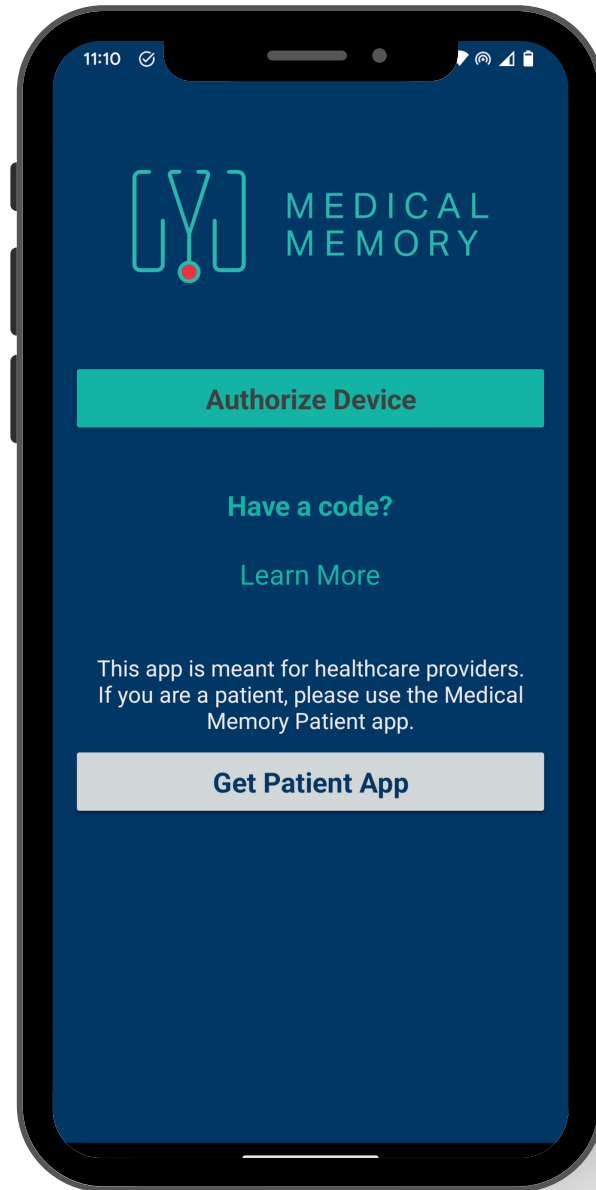 11:10
MEDICAL
MEMORY
Authorize Device
Have a code?
Learn More
This app is meant for healthcare providers.
If you are a patient, please use the Medical
Memory Patient app.
Get Patient App